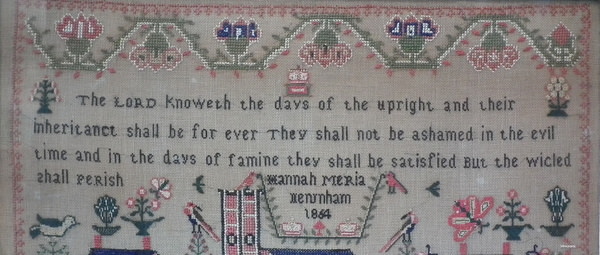 The LORD Knoweth the days of the upright and their
inheritanct shall be for ever They shall not be ashamed in the evil
time and in the days of famine they shall be satisfied But the wicled
shall PERISH
Hannah MERIA
1864